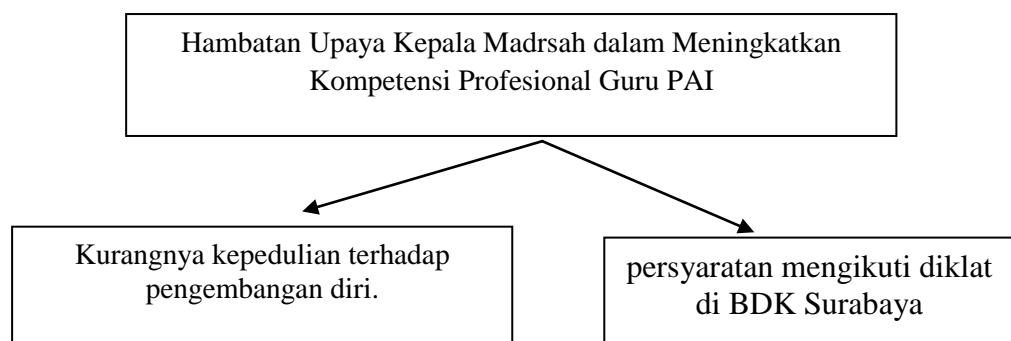 Hambatan Upaya Kepala Madrsah dalam Meningkatkan
Kompetensi Profesional Guru PAI
Kurangnya kepedulian terhadap
pengembangan diri.
persyaratan mengikuti diklat
di BDK Surabaya